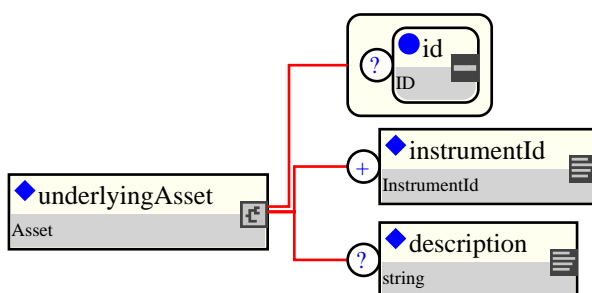 ? id
ID
+ instrumentId
InstrumentId
underlyingAsset
Asset
? description
string